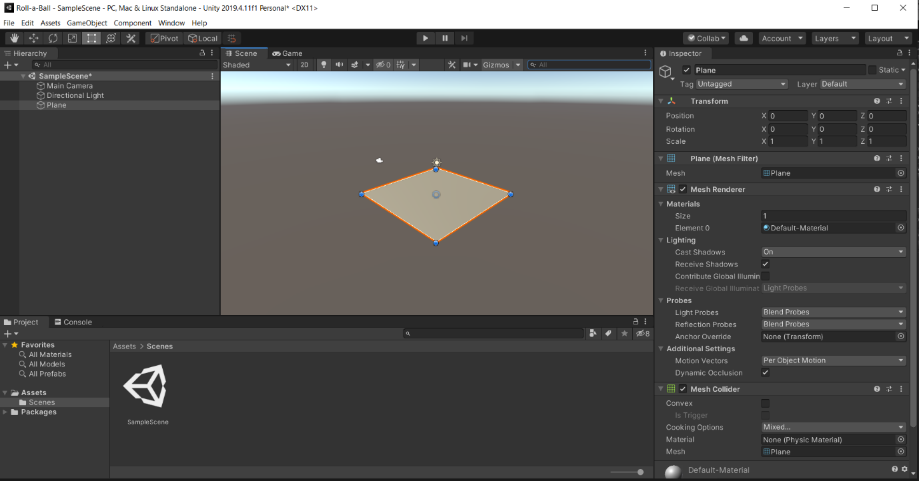 Roll-a-Ball - SampleScene - PC, Mac & Linux Standalone - Unity 2019.4.11f1 Personal* <DX11>
File Edit Assets GameObject Component Window Help
Pivot Local Collab Account Layers Layout
Hierarchy
All
SampleScene*
Main Camera
Directional Light
Plane
Scene Game
Shaded 2D 0 Gizmos All
Inspector
Plane Static
Tag Untagged Layer Default
Transform
Position X 0 Y 0 Z 0
Rotation X 0 Y 0 Z 0
Scale X 1 Y 1 Z 1
Plane (Mesh Filter)
Mesh Plane
Mesh Renderer
Materials
Size 1
Element 0 Default-Material
Lighting
Cast Shadows On
Receive Shadows
Contribute Global Illumin
Receive Global Illuminat Light Probes
Probes
Light Probes Blend Probes
Reflection Probes Blend Probes
Anchor Override None (Transform)
Additional Settings
Motion Vectors Per Object Motion
Dynamic Occlusion
Mesh Collider
Convex
Is Trigger
Cooking Options Mixed...
Material None (Physic Material)
Mesh Plane
Default-Material
Project Console
8
Favorites
All Materials
All Models
All Prefabs
Assets
Scenes
Packages
Assets > Scenes
SampleScene